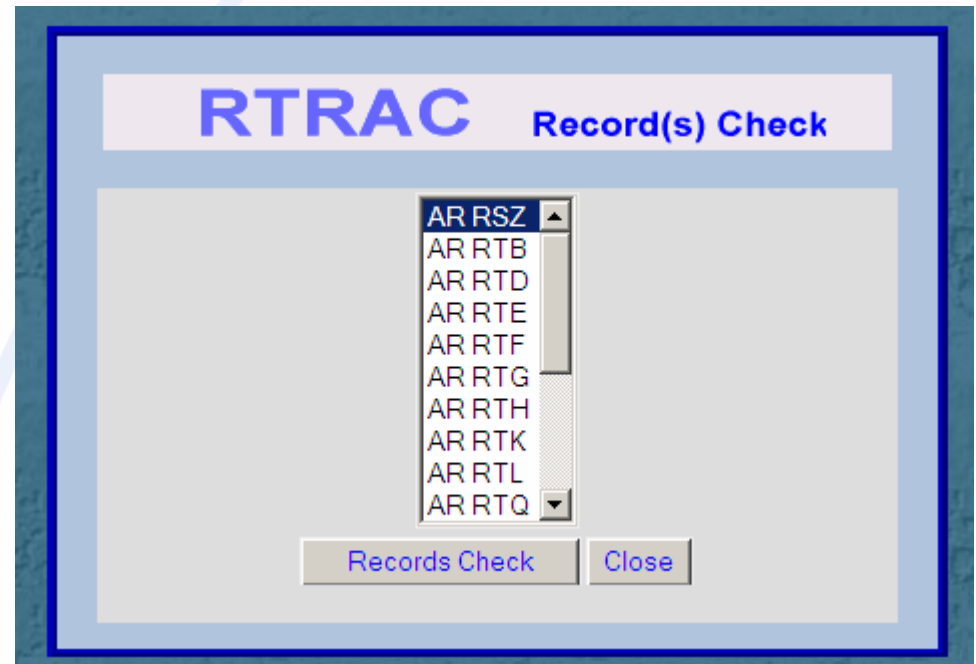 RTRAC Record(s) Check
AR RSZ
AR RTB
AR RTD
AR RTE
AR RTF
AR RTG
AR RTH
AR RTK
AR RTL
AR RTQ
Records Check Close